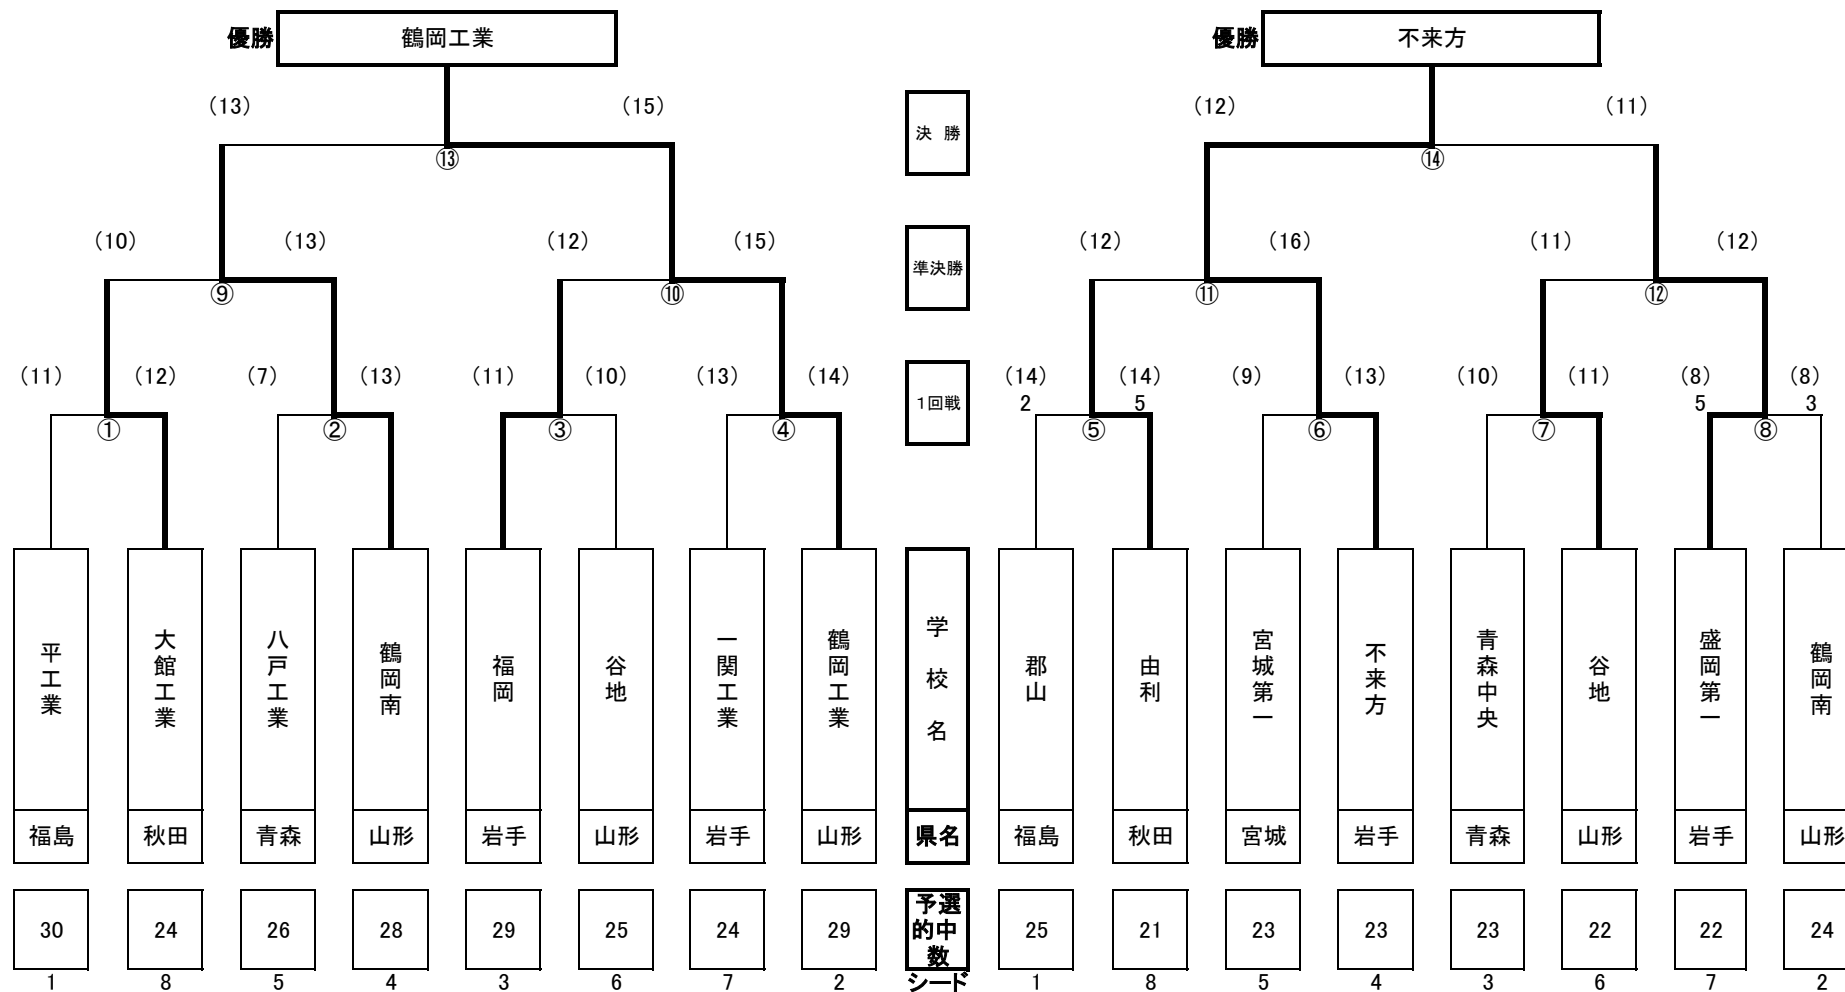 優勝 鶴岡工業 優勝 不来方
（13） （15） （12） （11）
決 勝
⑬ ⑭
（10） （13） （12） （15） （12） （16） （11） （12）
準決勝
⑨ ⑩ ⑪ ⑫
（11） （12） （7） （13） （11） （10） （13） （14） （14） （14） （9） （13） （10） （11） （8） （8）
1回戦
2 5 5 3
① ② ③ ④ ⑤ ⑥ ⑦ ⑧
平工業
大館工業
八戸工業
鶴岡南
福岡
谷地
一関工業
鶴岡工業
学校名
郡山
由利
宮城第一
不来方
青森中央
谷地
盛岡第一
鶴岡南
福島 秋田 青森 山形 岩手 山形 岩手 山形 県名 福島 秋田 宮城 岩手 青森 山形 岩手 山形
30 24 26 28 29 25 24 29 予選的中数 25 21 23 23 23 22 22 24
1 8 5 4 3 6 7 2 シード 1 8 5 4 3 6 7 2